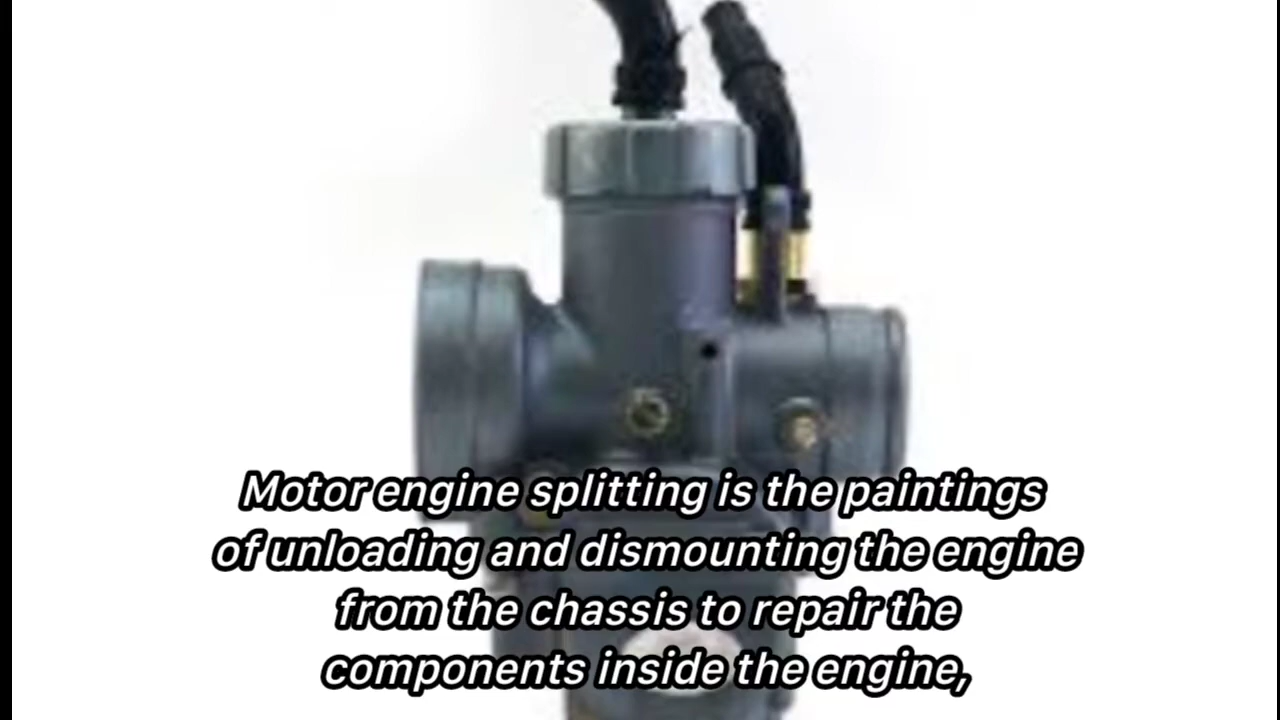 Motor engine splitting is the paintings
of unloading and dismounting the engine
from the chassis to repair the
components inside the engine,